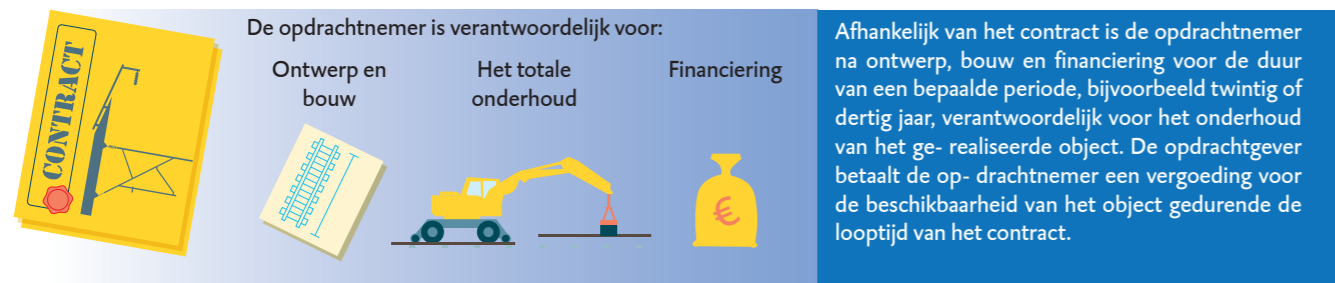 CONTRACT
De opdrachtnemer is verantwoordelijk voor:
Ontwerp en
bouw
Het totale
onderhoud
Financiering
€
Afhankelijk van het contract is de opdrachtnemer
na ontwerp, bouw en financiering voor de duur
van een bepaalde periode, bijvoorbeeld twintig of
dertig jaar, verantwoordelijk voor het onderhoud
van het ge- realiseerde object. De opdrachtgever
betaalt de op- drachtnemer een vergoeding voor
de beschikbaarheid van het object gedurende de
looptijd van het contract.